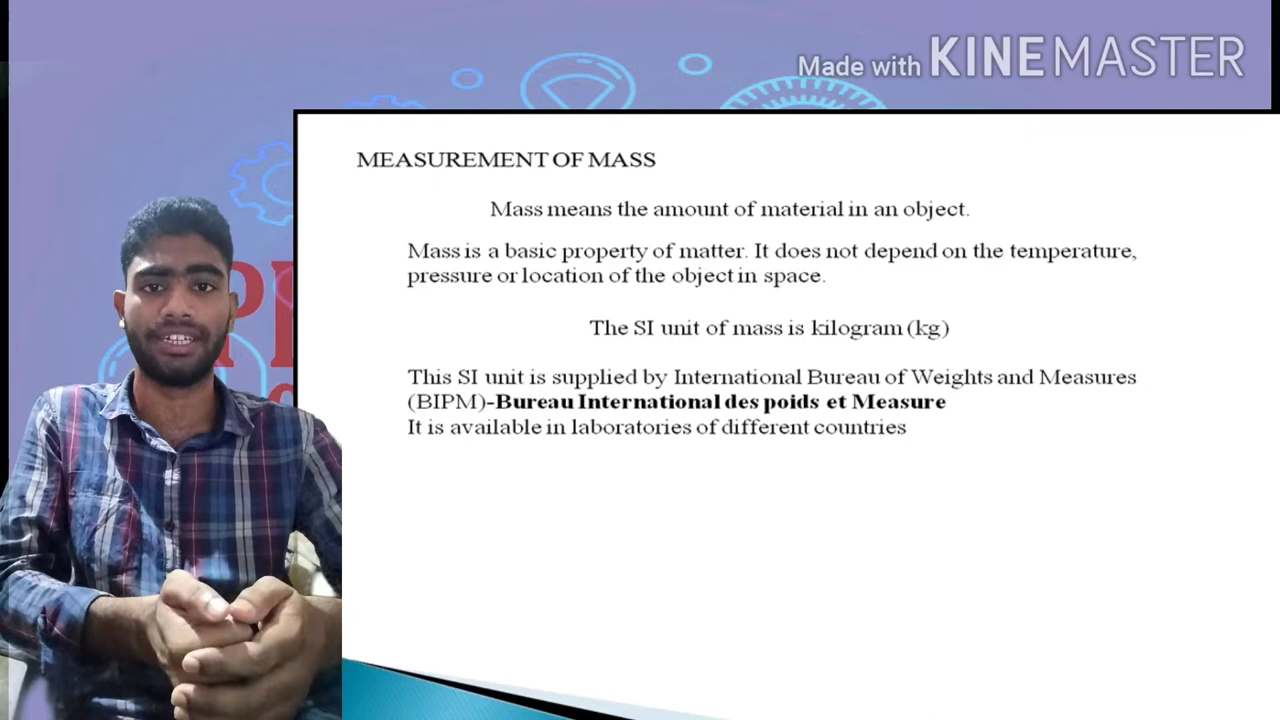 Made with KINEMASTER
MEASUREMENT OF MASS
Mass means the amount of material in an object.
Mass is a basic property of matter. It does not depend on the temperature,
pressure or location of the object in space.
The SI unit of mass is kilogram (kg)
This SI unit is supplied by International Bureau of Weights and Measures
(BIPM)-Bureau International des poids et Measure
It is available in laboratories of different countries